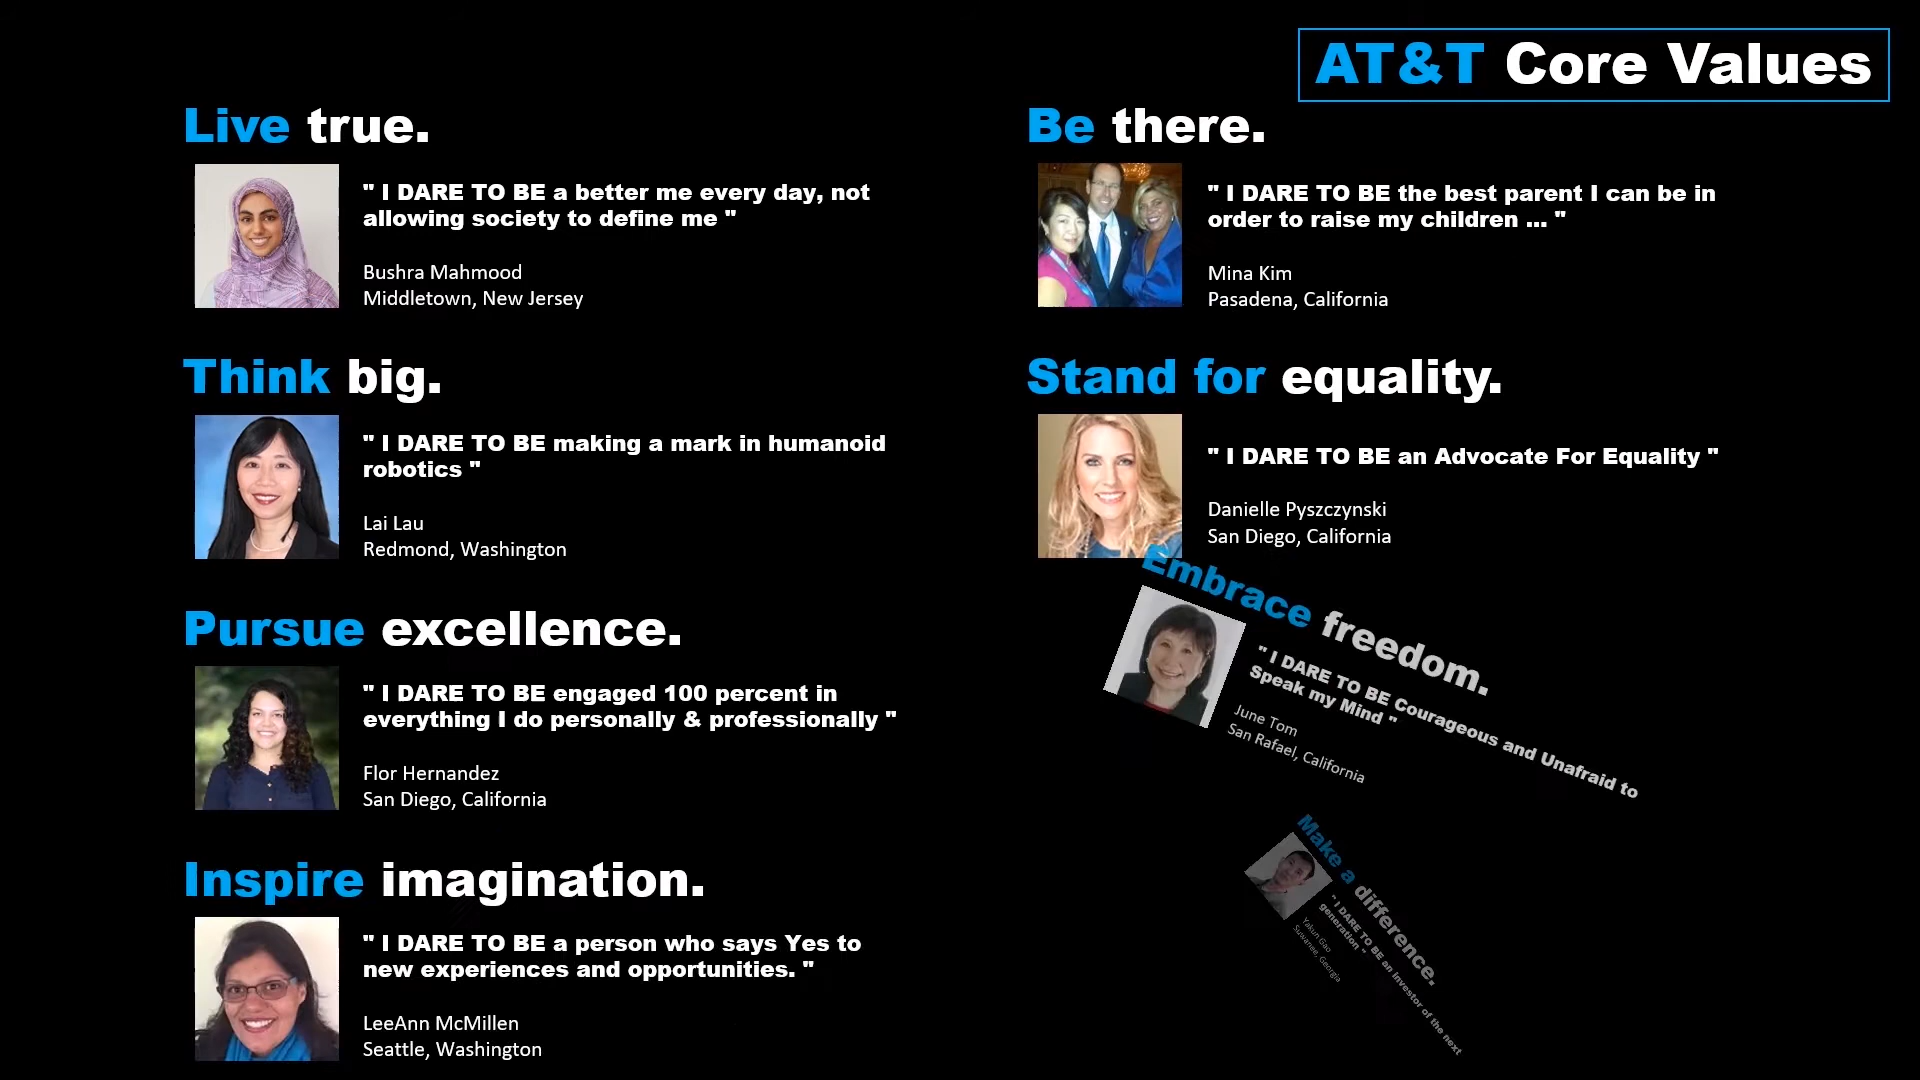 AT&T Core Values
Live true.
" I DARE TO BE a better me every day, not
allowing society to define me "
Bushra Mahmood
Middletown, New Jersey
Think big.
" I DARE TO BE making a mark in humanoid
robotics "
Lai Lau
Redmond, Washington
Pursue excellence.
" I DARE TO BE engaged 100 percent in
everything I do personally & professionally "
Flor Hernandez
San Diego, California
Inspire imagination.
" I DARE TO BE a person who says Yes to
new experiences and opportunities. "
LeeAnn McMillen
Seattle, Washington
Be there.
" I DARE TO BE the best parent I can be in
order to raise my children ... "
Mina Kim
Pasadena, California
Stand for equality.
" I DARE TO BE an Advocate For Equality "
Danielle Pyszczynski
San Diego, California
Embrace freedom.
" I DARE TO BE Courageous and Unafraid to
Speak my Mind "
June Tom
San Rafael, California
Make a difference.
" I DARE TO BE an investor of the next
generation "
Yakun Gao
Suwanee, Georgia